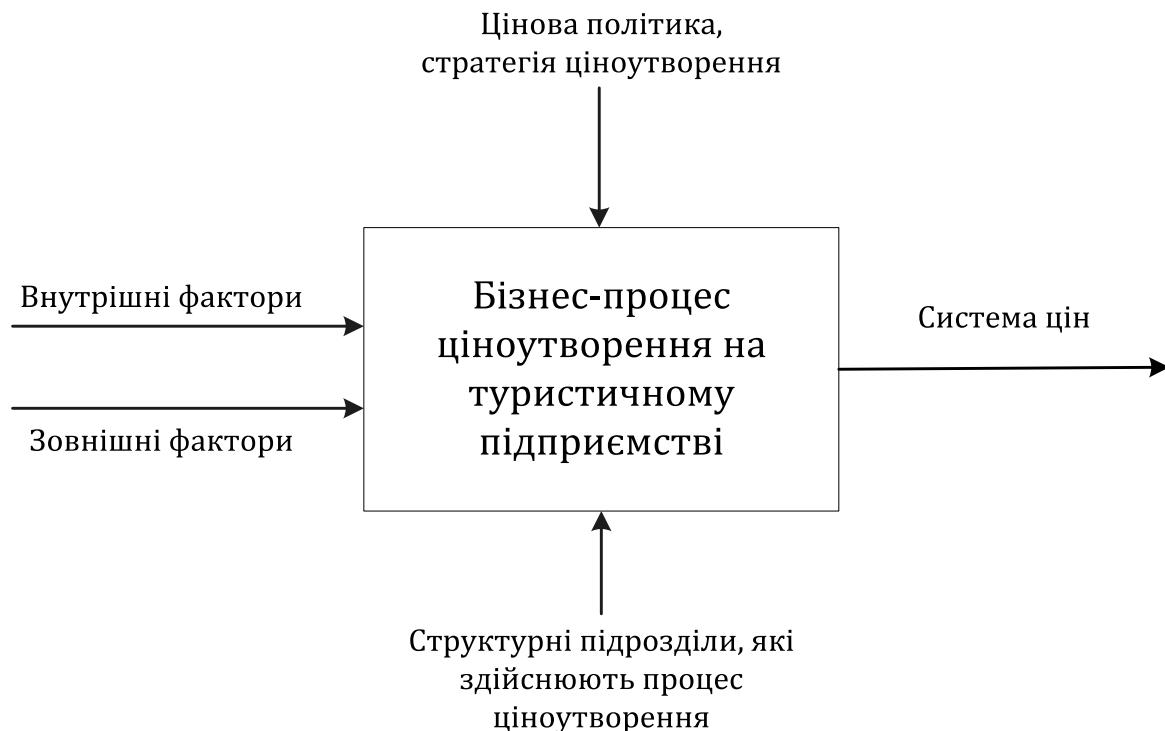 Цінова політика,
стратегія ціноутворення
Внутрішні фактори
Зовнішні фактори
Бізнес-процес
ціноутворення на
туристичному
підприємстві
Система цін
Структурні підрозділи, які
здійснюють процес
ціноутворення